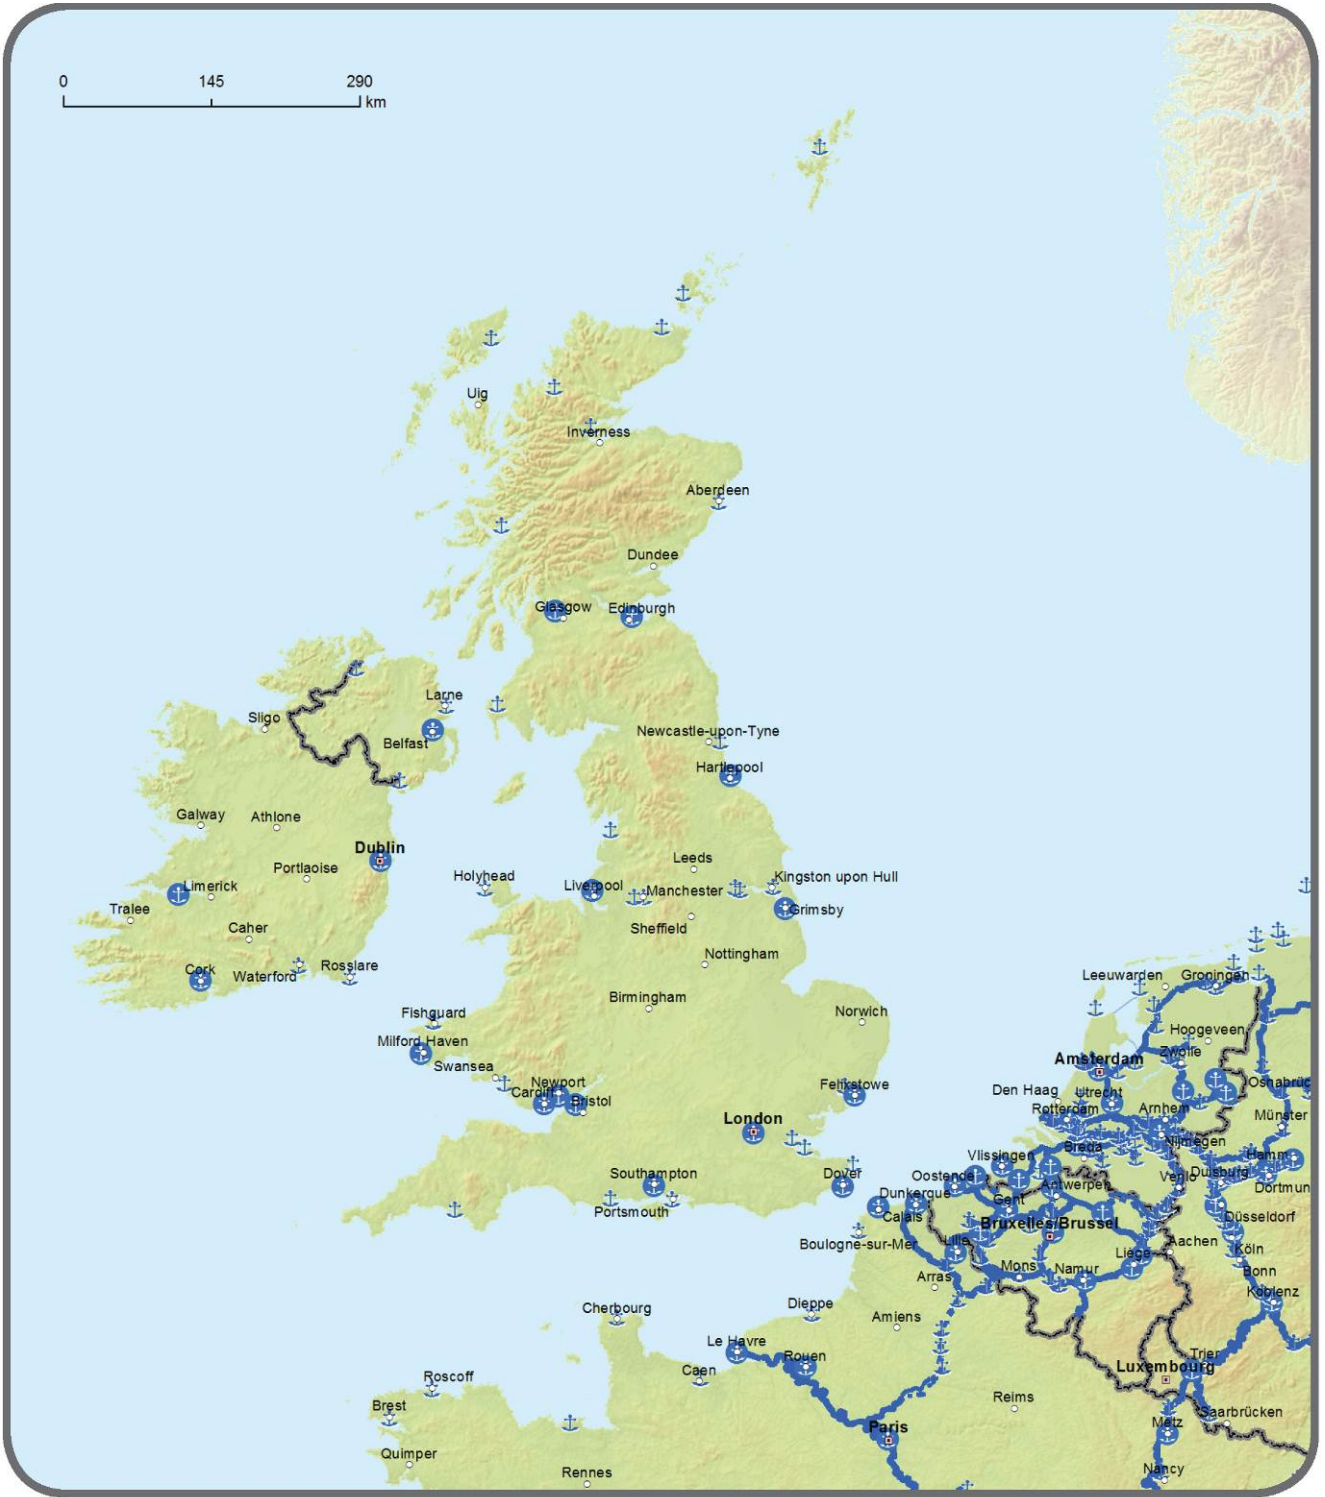 0 145 290
km
Uig
Inverness
Aberdeen
Dundee
Glasgow
Edinburgh
Larne
Sligo
Newcastle-upon-Tyne
Belfast
Hartlepool
Galway
Athlone
Dublin
Leeds
Portlaoise
Holyhead
Kingston upon Hull
Limerick
Liverpool
Manchester
Tralee
Grimsby
Caher
Sheffield
Nottingham
Cork
Waterford
Rosslare
Leeuwarden
Groningen
Birmingham
Fishguard
Norwich
Hoogeveen
Milford Haven
Zwolle
Amsterdam
Swansea
Newport
Felixstowe
Osnabrüc
Cardiff
Den Haag
Utrecht
Bristol
Rotterdam
Arnhem
Münster
London
Nijmegen
Breda
Vlissingen
Hamm
Southampton
Dover
Oostende
Duisburg
Venlo
Antwerpen
Dortmun
Dunkerque
Gent
Portsmouth
Calais
Düsseldorf
Bruxelles/Brussel
Boulogne-sur-Mer
Lille
Aachen
Köln
Liège
Mons
Namur
Bonn
Arras
Koblenz
Cherbourg
Dieppe
Amiens
Le Havre
Rouen
Trier
Caen
Luxembourg
Roscoff
Reims
Brest
Saarbrücken
Metz
Paris
Quimper
Nancy
Rennes